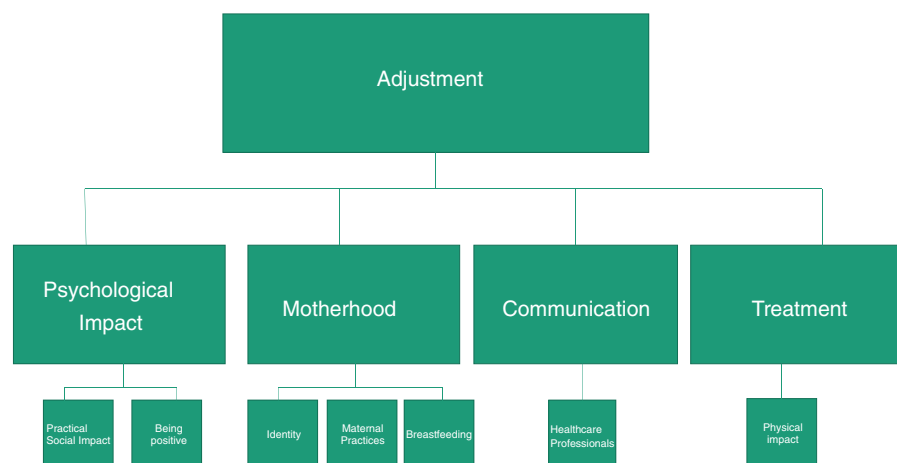 Adjustment
Psychological
Impact
Motherhood
Communication
Treatment
Practical
Social Impact
Being
positive
Identity
Maternal
Practices
Breastfeeding
Healthcare
Professionals
Physical
impact